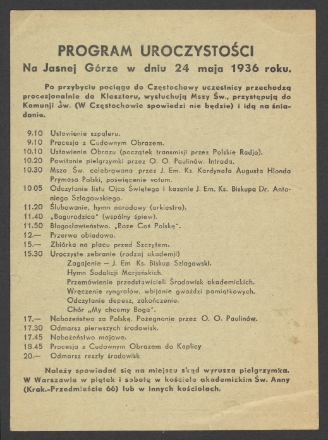 PROGRAM UROCZYSTOŚCI
Na Jasnej Górze w dniu 24 maja 1936 roku.
Po przybyciu pociągu do Częstochowy uczestnicy przechodzą
procesjonalnie do Klasztoru, wysłuchują Mszy Św., przystępują do
Komunji Św. (W Częstochowie spowiedzi nie będzie) i idą na śnia-
danie.
9.10 Ustawienie szpaleru.
9.10 Procesja z Cudownym Obrazem.
10.10 Ustawienie Obrazu (początek transmisji przez Polskie Radjo).
10.20 Powitanie pielgrzymki przez O. O. Paulinów. Intrada.
10.30 Msza Św. celebrowana przez J. Em. Ks. Kardynała Augusta Hlonda
Prymasa Polski, poświęcenie votum.
10 05 Odczytanie listu Ojca Świętego i kazanie J. Em. Ks. Biskupa Dr. Anto-
niego Szlagowskiego.
11.20 Ślubowanie, hymn narodowy (orkiestra).
11.40 „Bogurodzica" (wspólny śpiew).
11.50 Błogosławieństwo. „Boże Coś Polskę".
12.— Przerwa obiadowa.
15.— Zbiórka na placu przed Szczytem.
15.30 Uroczyste zebranie (rodzaj akademji)
Zagajenie — J. Em. Ks. Biskup Szlagowski.
Hymn Sodalicji Marjańskich.
Przemówienia przedstawicieli Środowisk akademickich.
Wręczenie ryngrafów, wbijanie gwoździ pamiątkowych.
Odczytanie depesz, zakończenie.
Chór „My chcemy Boga".
17.— Nabożeństwo za Polskę. Pożegnanie przez O. O. Paulinów.
17.30 Odmarsz pierwszych środowisk.
17.45 Nabożeństwo majowe.
18.45 Procesja z Cudownym Obrazem do Kaplicy.
20.— Odmarsz reszty środowisk.
Należy spowiadać się na miejscu skąd wyrusza pielgrzymka.
W Warszawie w piątek i sobotę w kościele akademickim Św. Anny
(Krak.-Przedmieście 66) lub w innych kościołach.